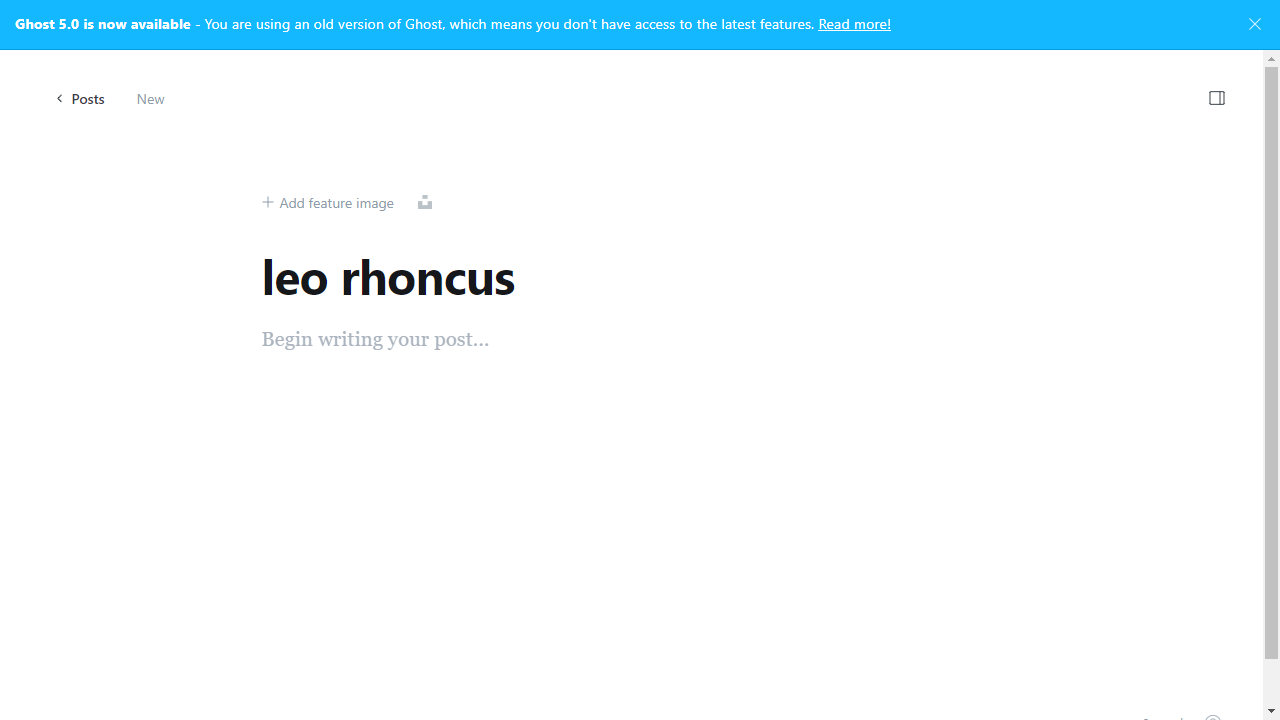 Ghost 5.0 is now available - You are using an old version of Ghost, which means you don't have access to the latest features. Read more!
Posts
New
Add feature image
leo rhoncus
Begin writing your post...